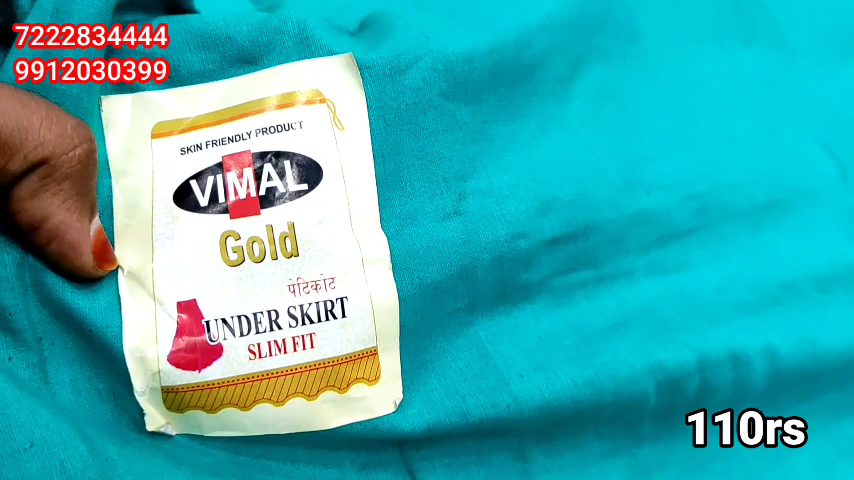 7222834444
9912030399
SKIN FRIENDLY PRODUCT
VIMAL
Gold
पेटिकोट
UNDER SKIRT
SLIM FIT
110rs